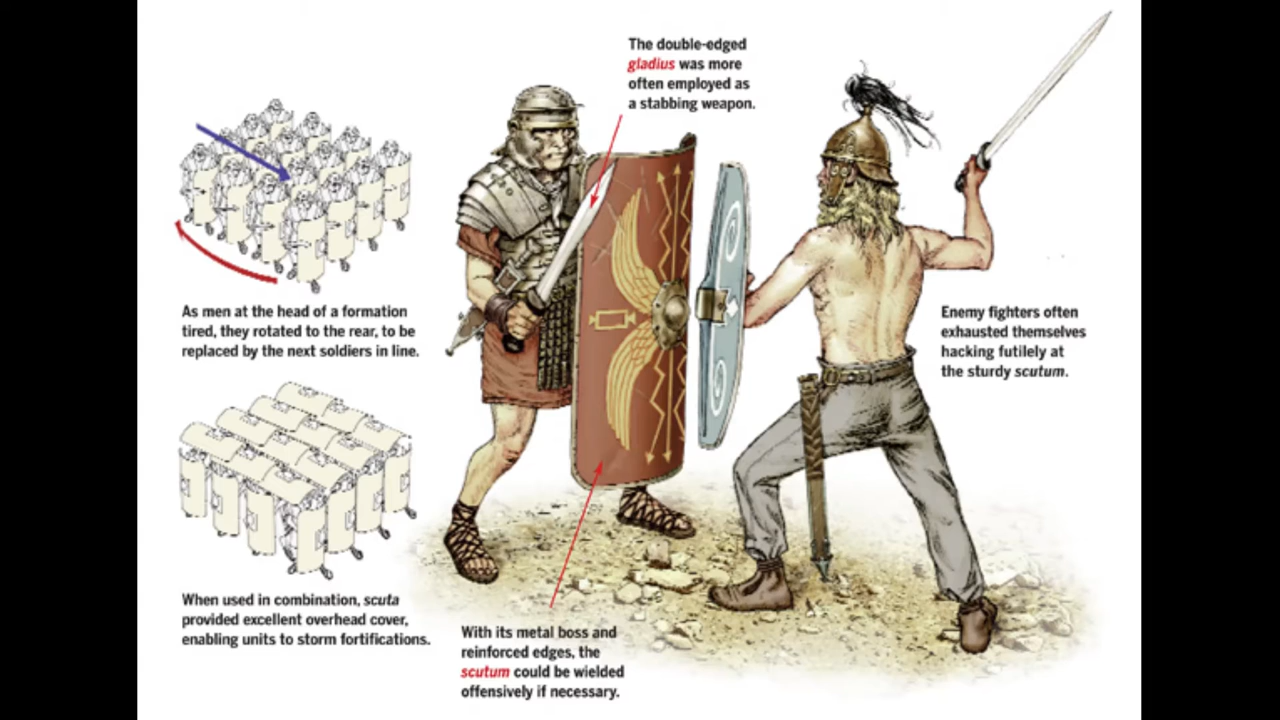 The double-edged
gladius was more
often employed as
a stabbing weapon.
As men at the head of a formation
tired, they rotated to the rear, to be
replaced by the next soldiers in line.
Enemy fighters often
exhausted themselves
hacking futilely at
the sturdy scutum.
When used in combination, scuta
provided excellent overhead cover,
enabling units to storm fortifications.
With its metal boss and
reinforced edges, the
scutum could be wielded
offensively if necessary.